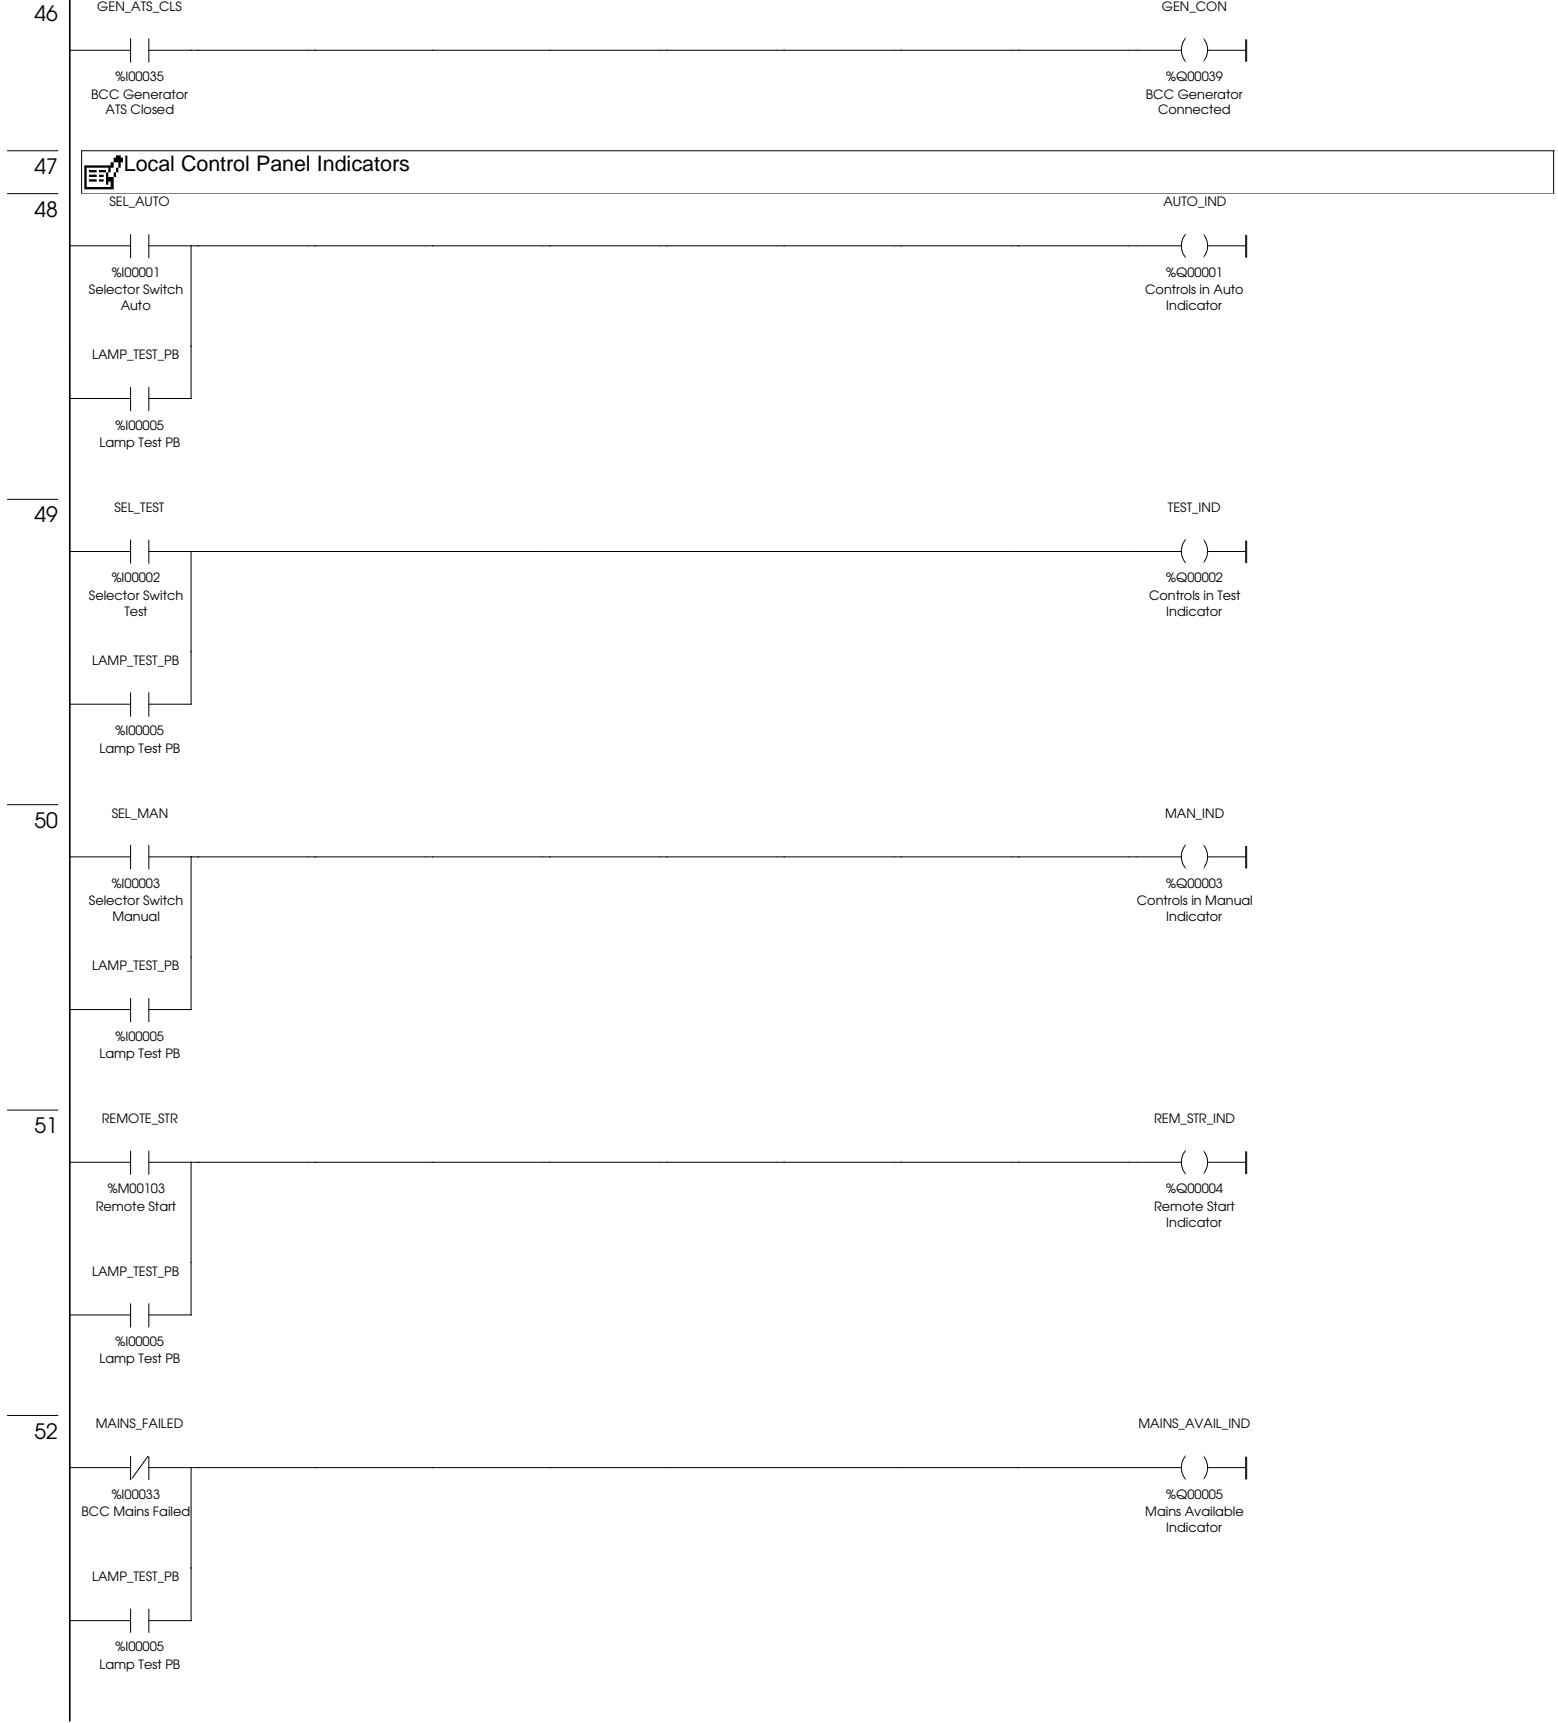 46
GEN_ATS_CLS
GEN_CON
%I00035
%Q00039
BCC Generator
ATS Closed
BCC Generator
Connected
47
Local Control Panel Indicators
48
SEL_AUTO
AUTO_IND
%I00001
%Q00001
Selector Switch
Auto
Controls in Auto
Indicator
LAMP_TEST_PB
%I00005
Lamp Test PB
49
SEL_TEST
TEST_IND
%I00002
%Q00002
Selector Switch
Test
Controls in Test
Indicator
LAMP_TEST_PB
%I00005
Lamp Test PB
50
SEL_MAN
MAN_IND
%I00003
%Q00003
Selector Switch
Manual
Controls in Manual
Indicator
LAMP_TEST_PB
%I00005
Lamp Test PB
51
REMOTE_STR
REM_STR_IND
%M00103
%Q00004
Remote Start
Remote Start
Indicator
LAMP_TEST_PB
%I00005
Lamp Test PB
52
MAINS_FAILED
MAINS_AVAIL_IND
%I00033
%Q00005
BCC Mains Failed
Mains Available
Indicator
LAMP_TEST_PB
%I00005
Lamp Test PB